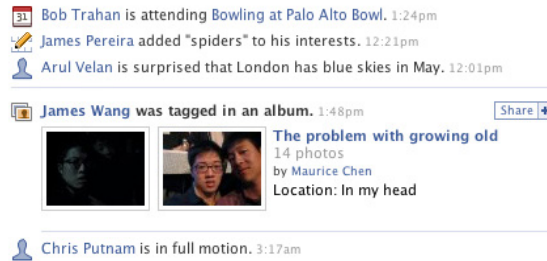 31
Bob Trahan is attending Bowling at Palo Alto Bowl. 1:24pm
James Pereira added "spiders" to his interests. 12:21pm
Arul Velan is surprised that London has blue skies in May. 12:01pm
James Wang was tagged in an album. 1:48pm
Share +
The problem with growing old
14 photos
by Maurice Chen
Location: In my head
Chris Putnam is in full motion. 3:17am